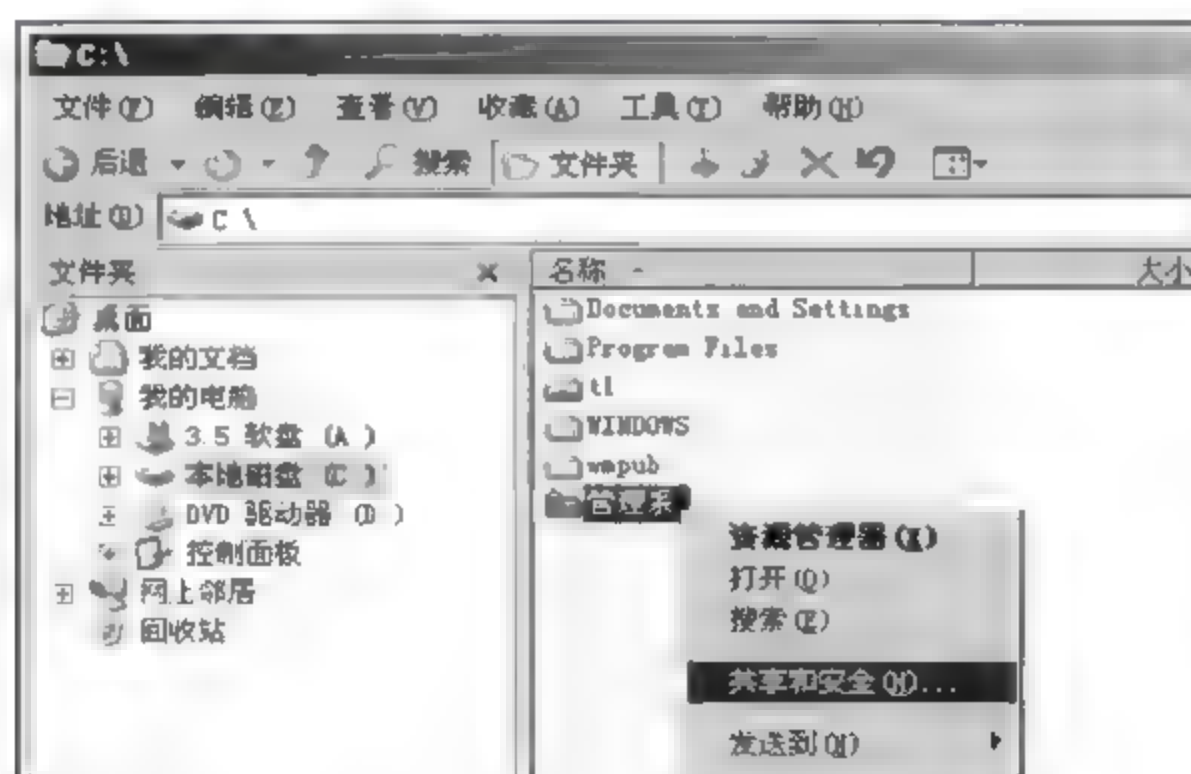 C:\
文件(F) 编辑(E) 查看(V) 收藏(A) 工具(T) 帮助(H)
后退 搜索 文件夹
地址(D) C \
文件夹 名称 大小
桌面
我的文档
我的电脑
3.5 软盘 (A )
本地磁盘 (C )
DVD 驱动器 (D )
控制面板
网上邻居
回收站
Documents and Settings
Program Files
tl
WINDOWS
wmpub
管理系
资源管理器(X)
打开(O)
搜索(E)
共享和安全(H)...
发送到(N)